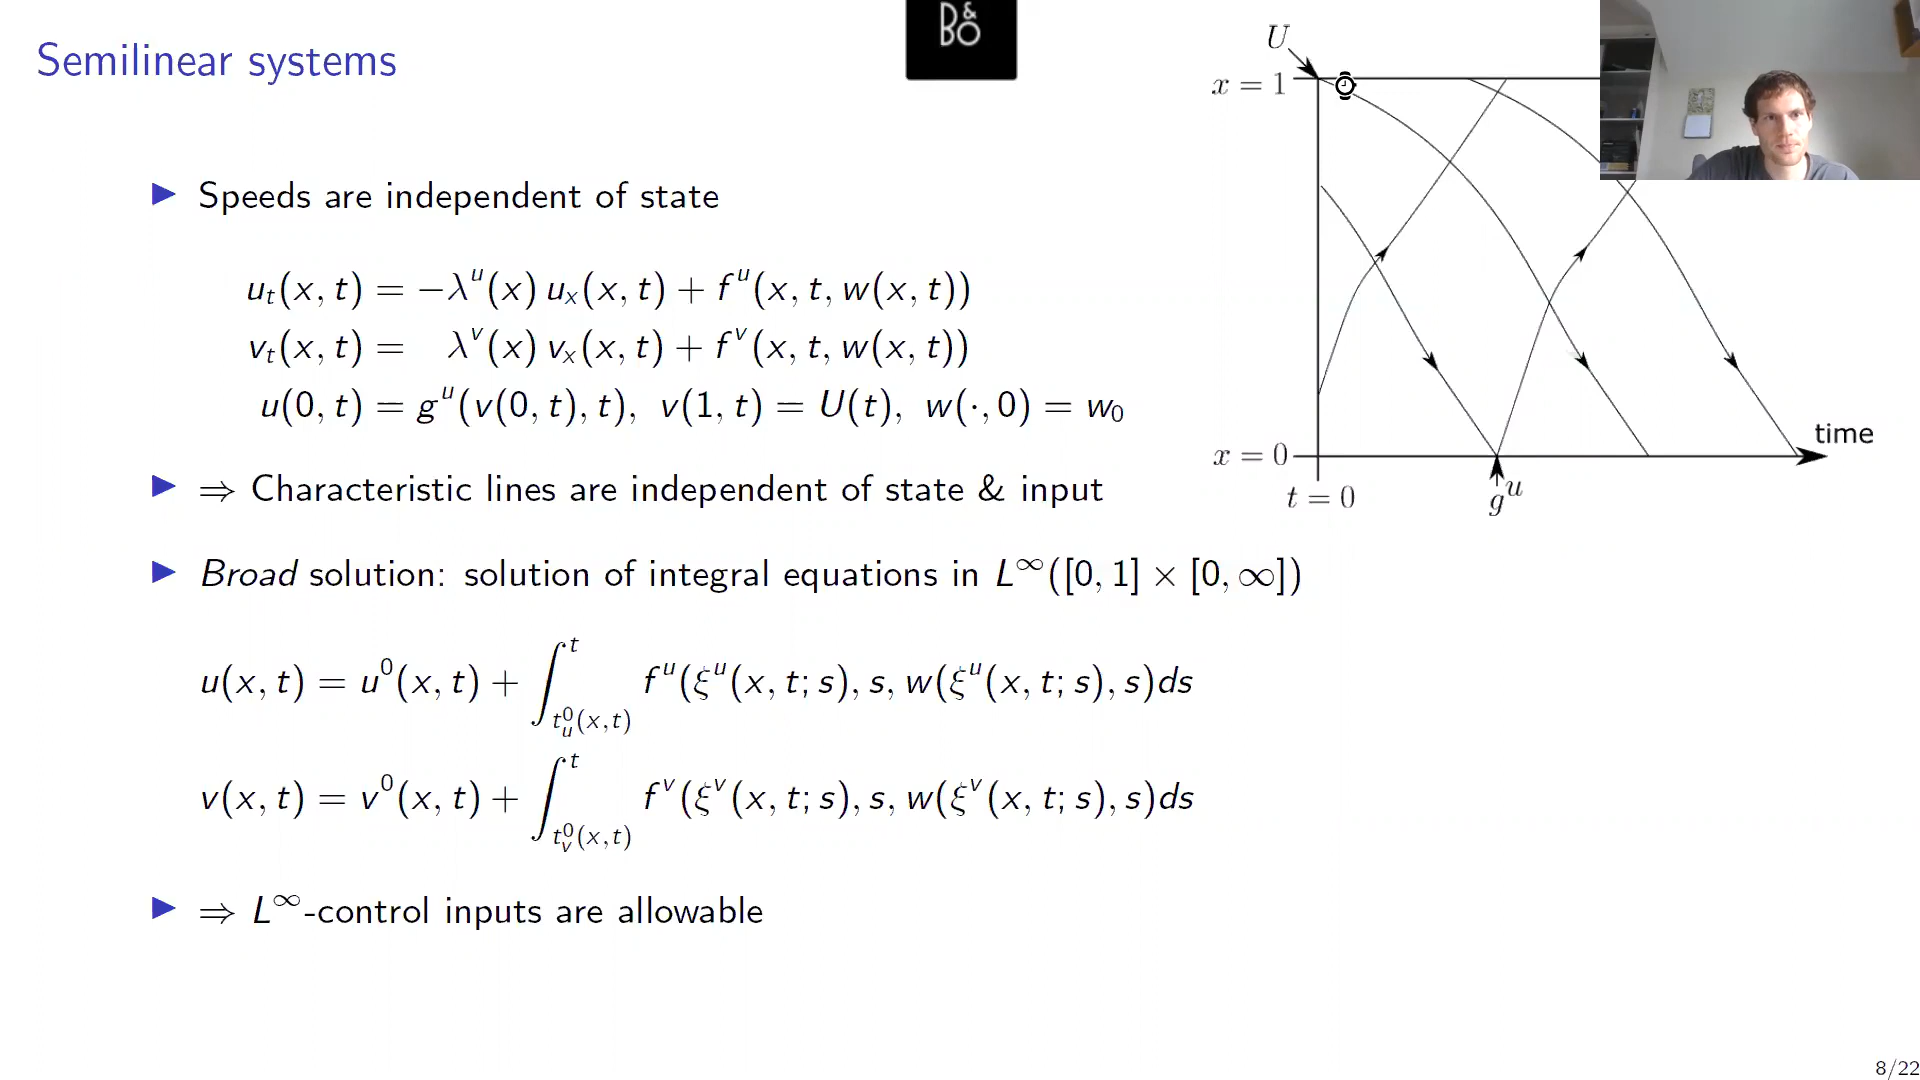 Semilinear systems
B&O
▶ Speeds are independent of state
u_t(x, t) = −λ^u(x) u_x(x, t) + f^u(x, t, w(x, t))
v_t(x, t) = λ^v(x) v_x(x, t) + f^v(x, t, w(x, t))
u(0, t) = g^u(v(0, t), t), v(1, t) = U(t), w(·, 0) = w_0
▶ ⇒ Characteristic lines are independent of state & input
▶ Broad solution: solution of integral equations in L^∞([0, 1] × [0, ∞])
u(x, t) = u^0(x, t) + ∫_{t_u^0(x,t)}^t f^u(ξ^u(x, t; s), s, w(ξ^u(x, t; s), s)ds
v(x, t) = v^0(x, t) + ∫_{t_v^0(x,t)}^t f^v(ξ^v(x, t; s), s, w(ξ^v(x, t; s), s)ds
▶ ⇒ L^∞-control inputs are allowable
U
x = 1
x = 0
time
t = 0
g^u
8/22